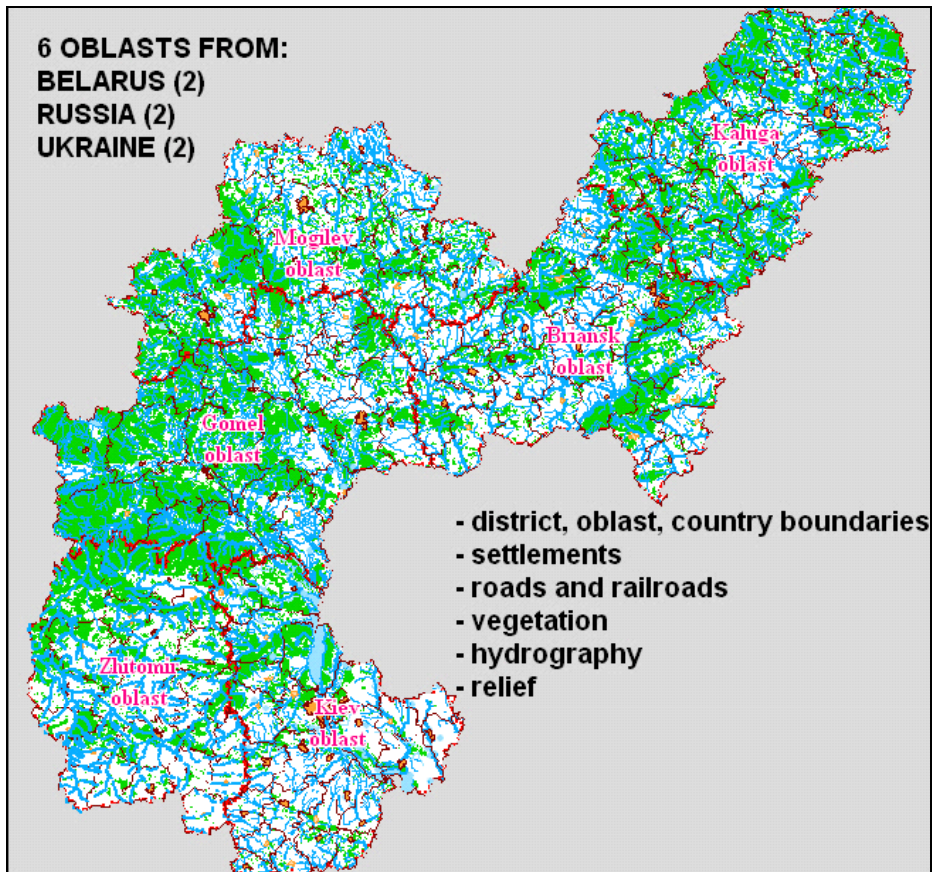 6 OBLASTS FROM:
BELARUS (2)
RUSSIA (2)
UKRAINE (2)
Kaluga
oblast
Mogilev
oblast
Briansk
oblast
Gomel
oblast
- district, oblast, country boundaries
- settlements
- roads and railroads
- vegetation
- hydrography
- relief
Zhitomir
oblast
Kiev
oblast